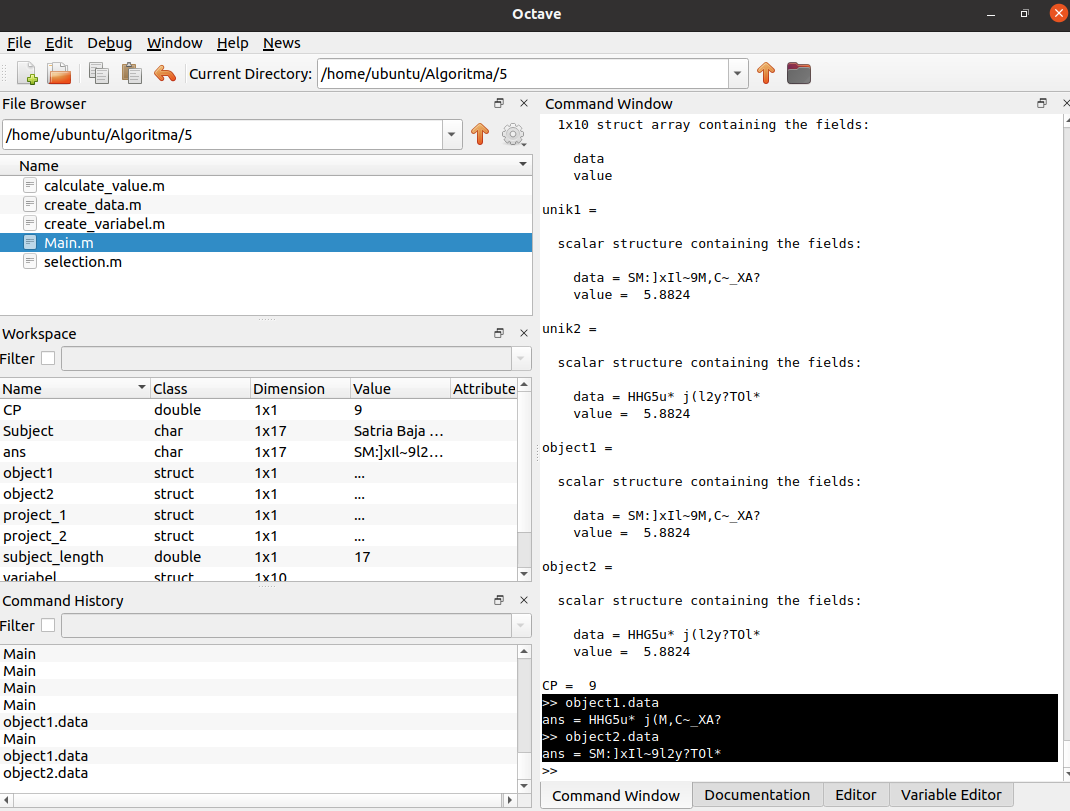 Octave
File Edit Debug Window Help News
Current Directory: /home/ubuntu/Algoritma/5
File Browser
/home/ubuntu/Algoritma/5
Name
calculate_value.m
create_data.m
create_variabel.m
Main.m
selection.m
Workspace
Filter
Name Class Dimension Value Attribute
CP double 1x1 9
Subject char 1x17 Satria Baja ...
ans char 1x17 SM:]xIl~9l2...
object1 struct 1x1 ...
object2 struct 1x1 ...
project_1 struct 1x1 ...
project_2 struct 1x1 ...
subject_length double 1x1 17
variabel struct 1x10
Command History
Filter
Main
Main
Main
Main
object1.data
Main
object1.data
object2.data
Command Window
1x10 struct array containing the fields:
data
value
unik1 =
scalar structure containing the fields:
data = SM:]xIl~9M,C~_XA?
value =  5.8824
unik2 =
scalar structure containing the fields:
data = HHG5u* j(l2y?TOl*
value =  5.8824
object1 =
scalar structure containing the fields:
data = SM:]xIl~9M,C~_XA?
value =  5.8824
object2 =
scalar structure containing the fields:
data = HHG5u* j(l2y?TOl*
value =  5.8824
CP =  9
>> object1.data
ans = HHG5u* j(M,C~_XA?
>> object2.data
ans = SM:]xIl~9l2y?TOl*
>>
Command Window Documentation Editor Variable Editor